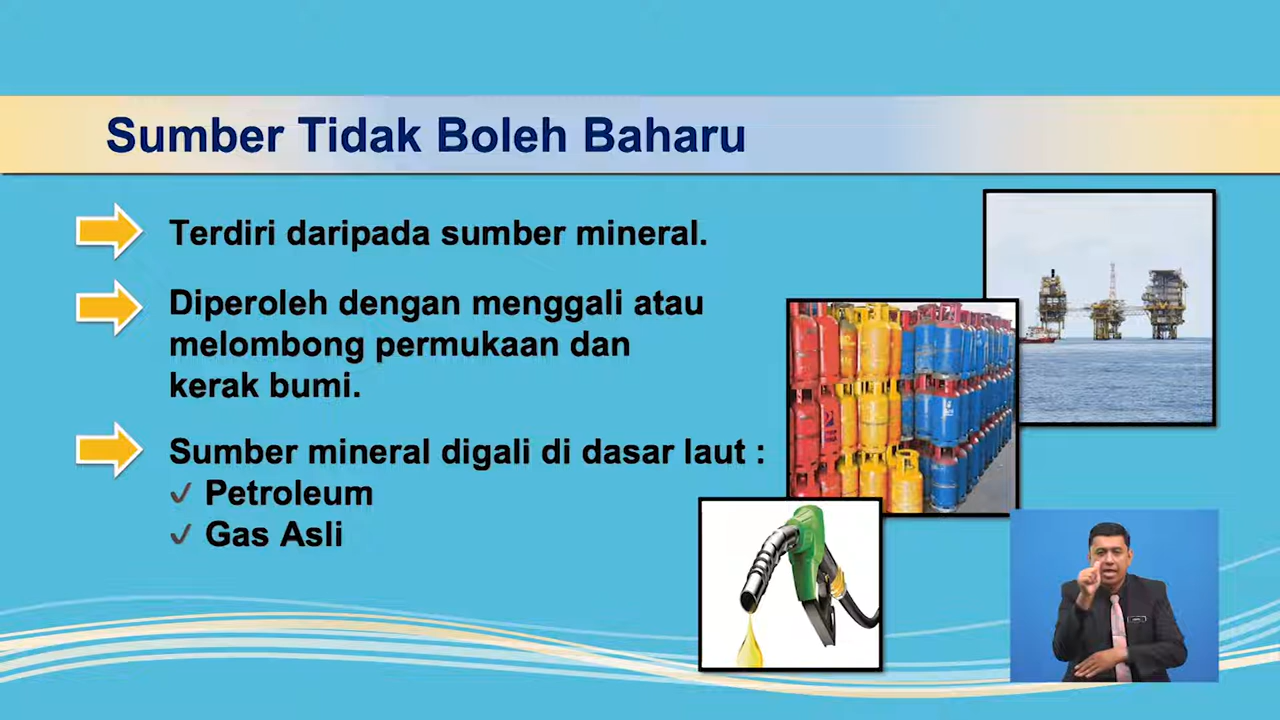 Sumber Tidak Boleh Baharu
Terdiri daripada sumber mineral.
Diperoleh dengan menggali atau
melombong permukaan dan
kerak bumi.
Sumber mineral digali di dasar laut :
✓ Petroleum
✓ Gas Asli